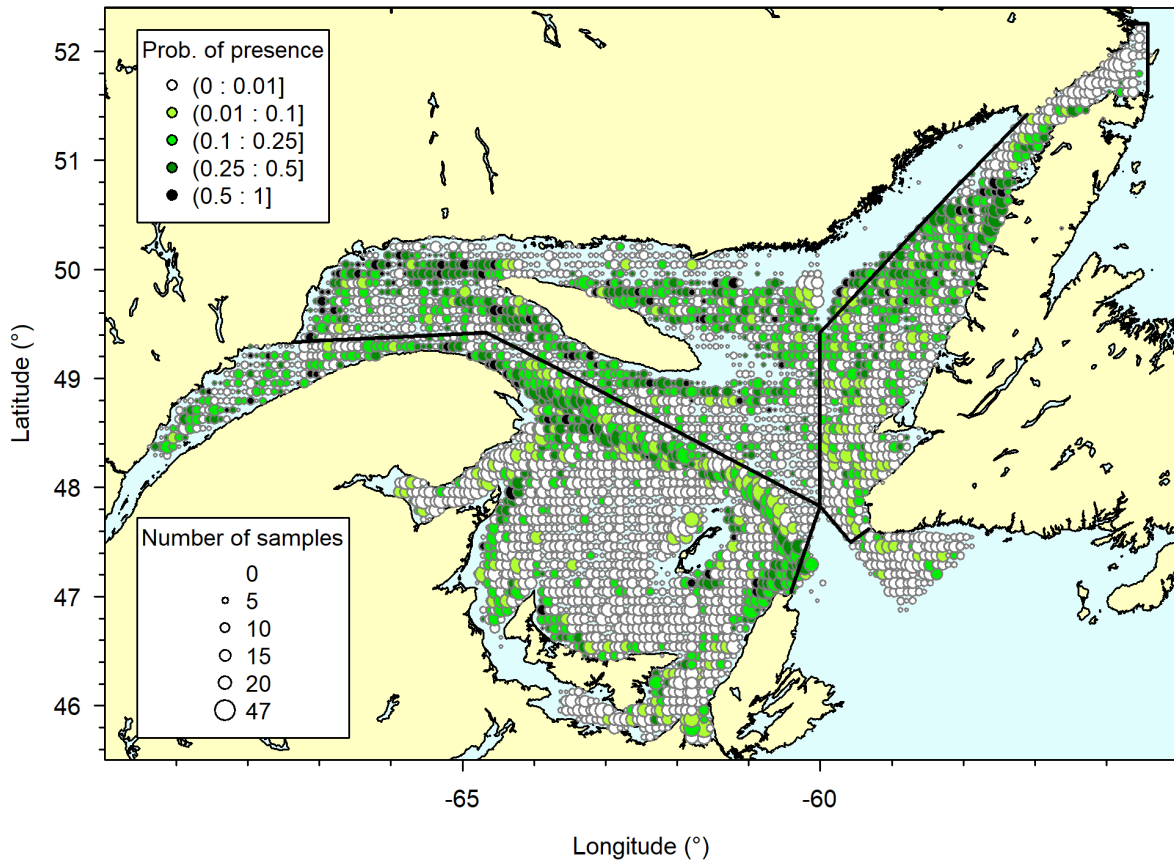 Prob. of presence
(0 : 0.01]
(0.01 : 0.1]
(0.1 : 0.25]
(0.25 : 0.5]
(0.5 : 1]
Number of samples
0
5
10
15
20
47
52
51
50
49
48
47
46
Latitude (°)
-65
-60
Longitude (°)